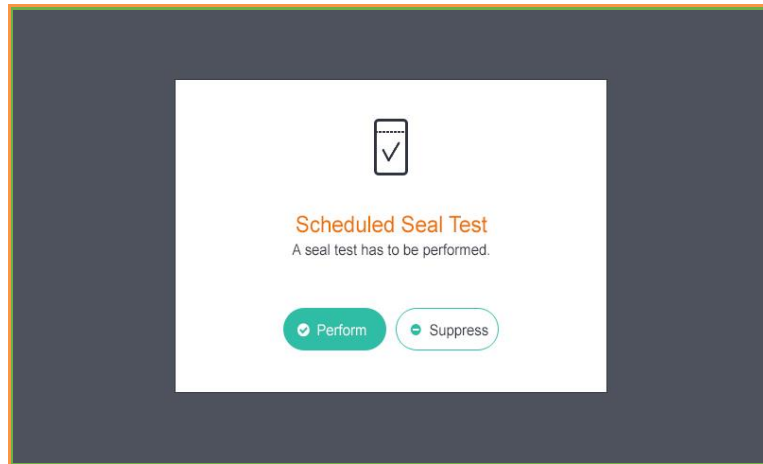 Scheduled Seal Test
A seal test has to be performed.
Perform
Suppress